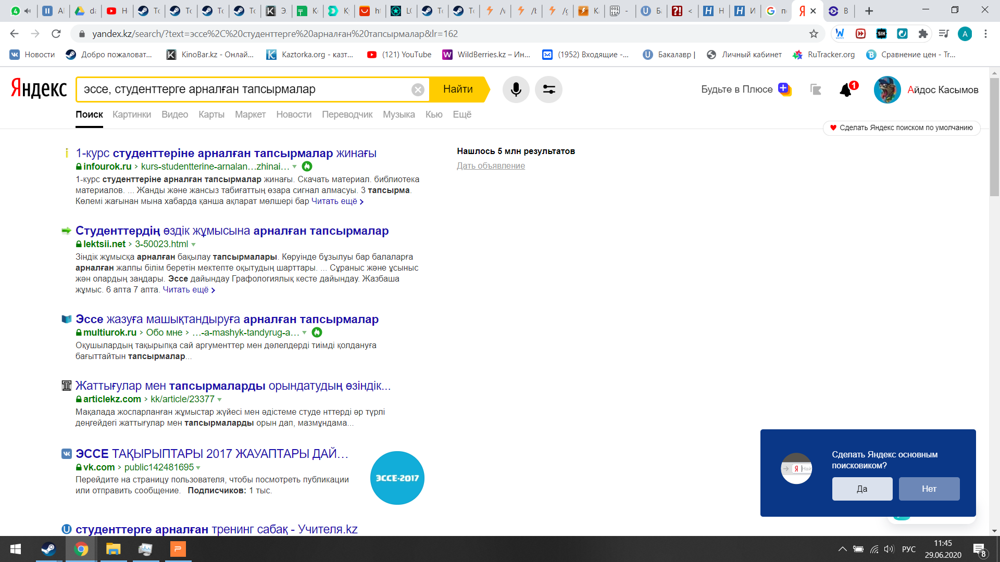 yandex.kz/search/?text=эссе%2C%20студенттерге%20арналған%20тапсырмалар&lr=162
Новости
Добро пожаловат...
KinoBar.kz - Онлай...
Kaztorka.org - казт...
(121) YouTube
WildBerries.kz – Ин...
(1952) Входящие -...
Бакалавр |
Личный кабинет
RuTracker.org
Сравнение цен - Tr...
Яндекс
эссе, студенттерге арналған тапсырмалар
Найти
Будьте в Плюсе
1
Айдос Касымов
Поиск Картинки Видео Карты Маркет Новости Переводчик Музыка Кью Ещё
Сделать Яндекс поиском по умолчанию
1-курс студенттеріне арналған тапсырмалар жинағы
infourok.ru › kurs-studentterine-arnalan…zhinai…
1-курс студенттеріне арналған тапсырмалар жинағы. Скачать материал. библиотека
материалов. ... Жанды және жансыз табиғаттың өзара сигнал алмасуы. 3 тапсырма.
Көлемі жағынан мына хабарда қанша ақпарат мөлшері бар Читать ещё ›
Нашлось 5 млн результатов
Дать объявление
Студенттердің өздік жұмысына арналған тапсырмалар
lektsii.net › 3-50023.html
Зіндік жұмысқа арналған бақылау тапсырмалары. Көруінде бұзылуы бар балаларға
арналған жалпы білім беретін мектепте оқытудың шарттары. ... Сұраныс және ұсыныс
жән олардың заңдары. Эссе дайындау Графологиялық кесте дайындау. Жазбаша
жұмыс. 6 апта 7 апта. Читать ещё ›
Эссе жазуға машықтандыруға арналған тапсырмалар
multiurok.ru › Обо мне › …-a-mashyk-tandyrug-a…
Оқушылардың тақырыпқа сай аргументтер мен дәлелдерді тиімді қолдануға
бағыттайтын тапсырмалар...
Жаттығулар мен тапсырмаларды орындатудың өзіндік...
articlekz.com › kk/article/23377
Мақалада жоспарланған жұмыстар жүйесі мен әдістеме студе нттерді әр түрлі
деңгейдегі жаттығулар мен тапсырмаларды орын дап, мазмұндама...
ЭССЕ ТАҚЫРЫПТАРЫ 2017 ЖАУАПТАРЫ ДАЙ…
vk.com › public142481695
Перейдите на страницу пользователя, чтобы посмотреть публикации
или отправить сообщение. Подписчиков: 1 тыс.
ЭССЕ-2017
студенттерге арналған тренинг сабақ - Учителя.kz
Сделать Яндекс основным
поисковиком?
Да
Нет
РУС
11:45
29.06.2020
8